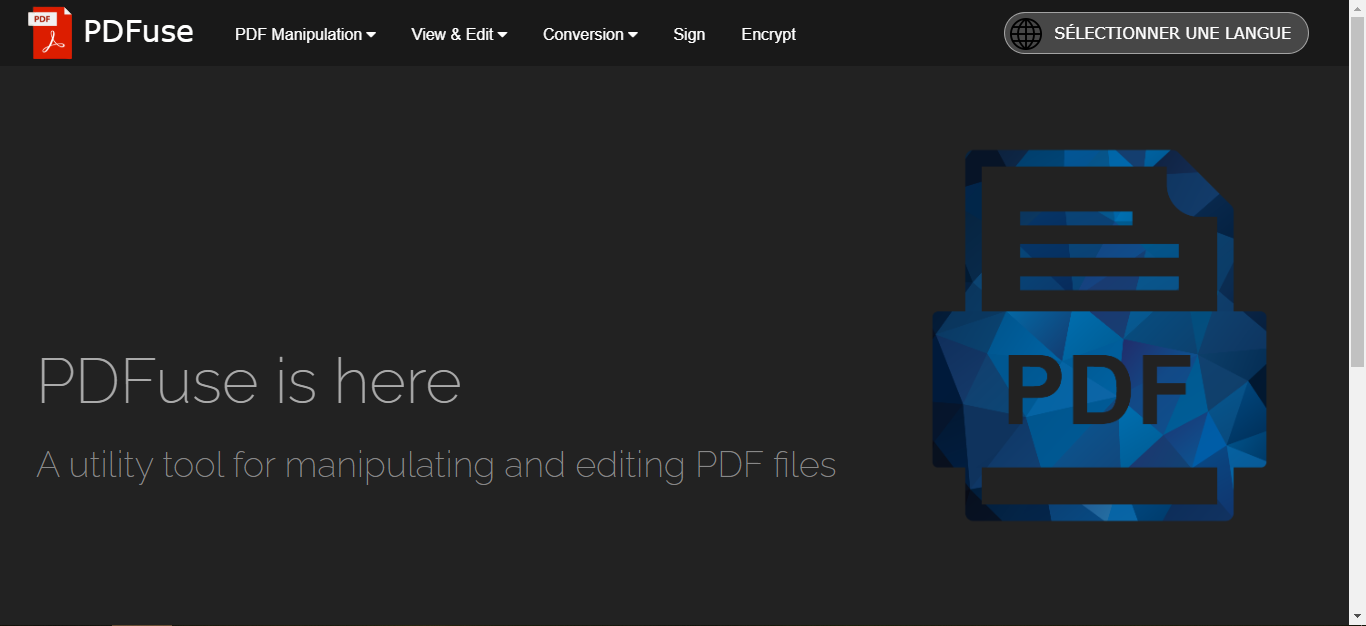 PDF
PDFuse
PDF Manipulation
View & Edit
Conversion
Sign
Encrypt
SÉLECTIONNER UNE LANGUE
PDF
PDFuse is here
A utility tool for manipulating and editing PDF files